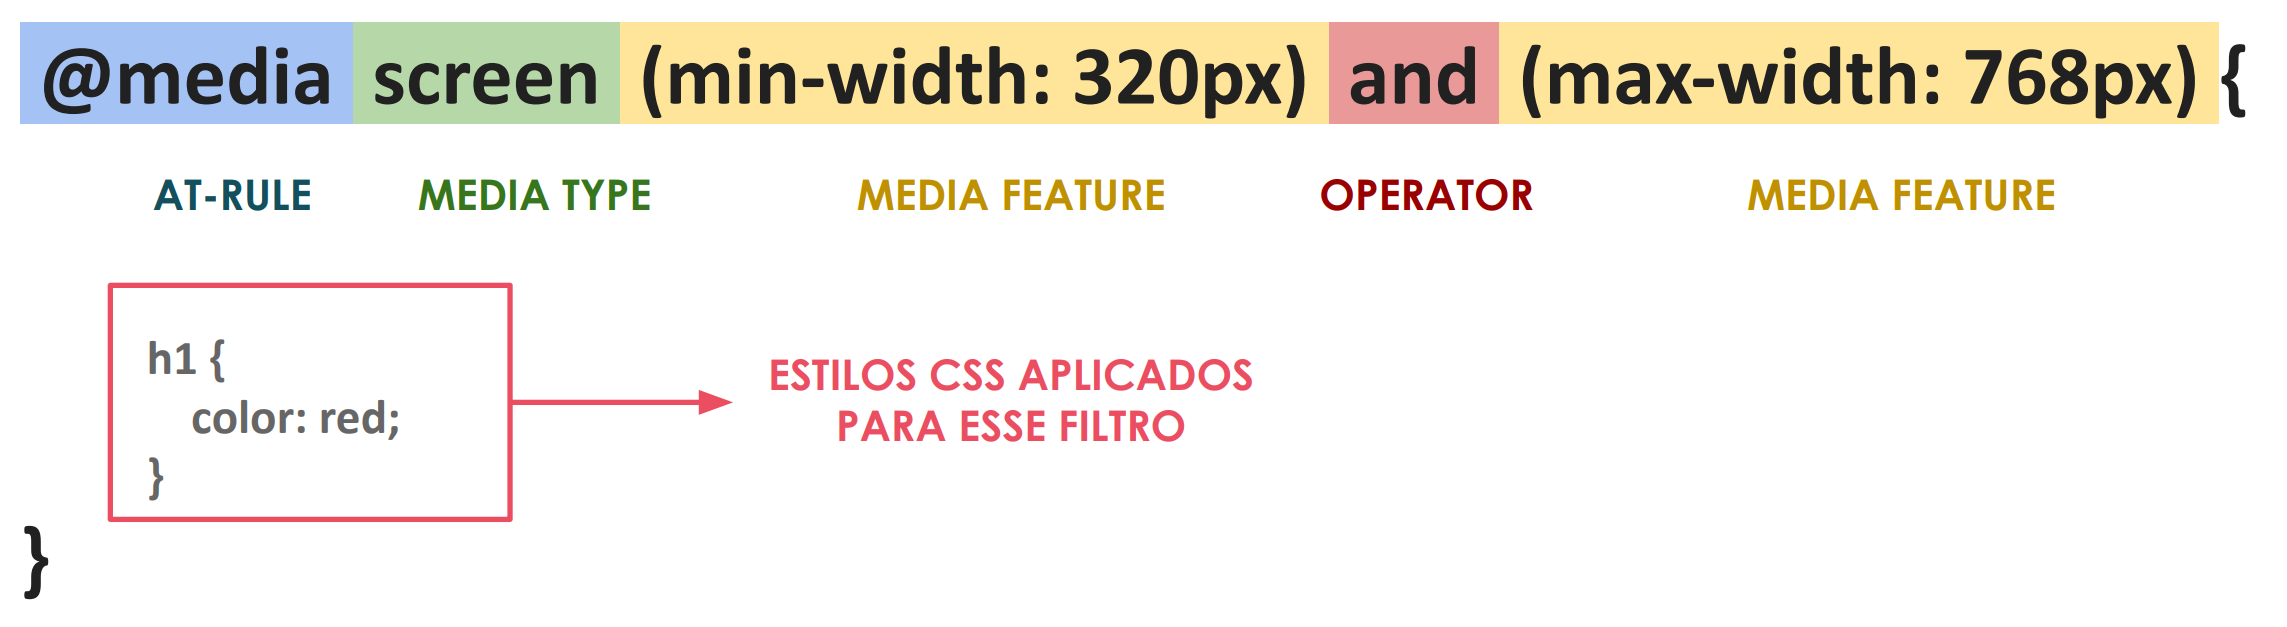 @media screen (min-width: 320px) and (max-width: 768px) {
AT-RULE MEDIA TYPE MEDIA FEATURE OPERATOR MEDIA FEATURE
h1 {
color: red;
}
ESTILOS CSS APLICADOS
PARA ESSE FILTRO
}